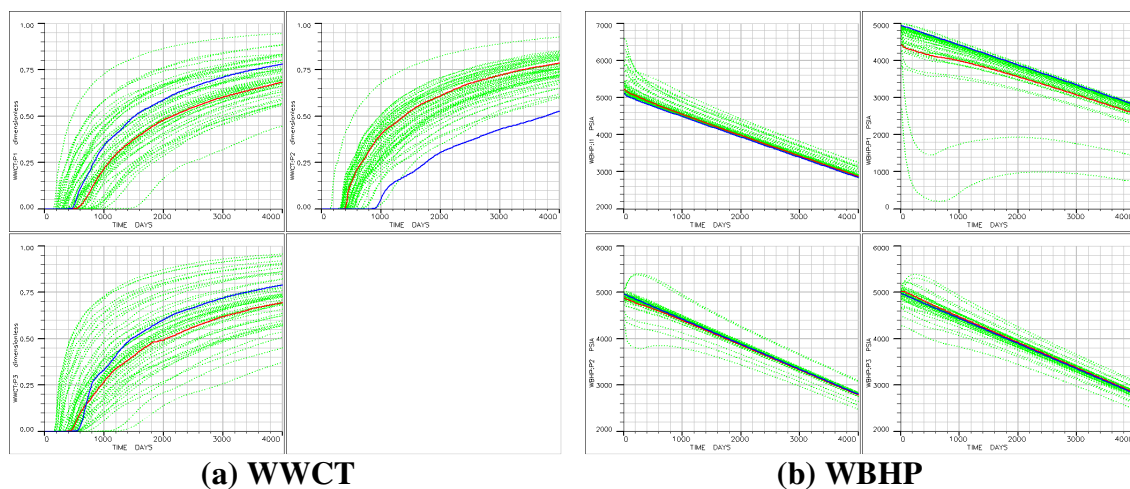 1.00
0.75
0.50
0.25
0.00
WWCT:P1 dimensionless
0 1000 2000 3000 4000
TIME DAYS
1.00
0.75
0.50
0.25
0.00
WWCT:P2 dimensionless
0 1000 2000 3000 4000
TIME DAYS
1.00
0.75
0.50
0.25
0.00
WWCT:P3 dimensionless
0 1000 2000 3000 4000
TIME DAYS
(a) WWCT
7000
6000
5000
4000
3000
2000
WBHP:I1 PSIA
0 1000 2000 3000 4000
TIME DAYS
5000
4000
3000
2000
1000
0
WBHP:P1 PSIA
0 1000 2000 3000 4000
TIME DAYS
6000
5000
4000
3000
2000
WBHP:P2 PSIA
0 1000 2000 3000 4000
TIME DAYS
6000
5000
4000
3000
2000
WBHP:P3 PSIA
0 1000 2000 3000 4000
TIME DAYS
(b) WBHP